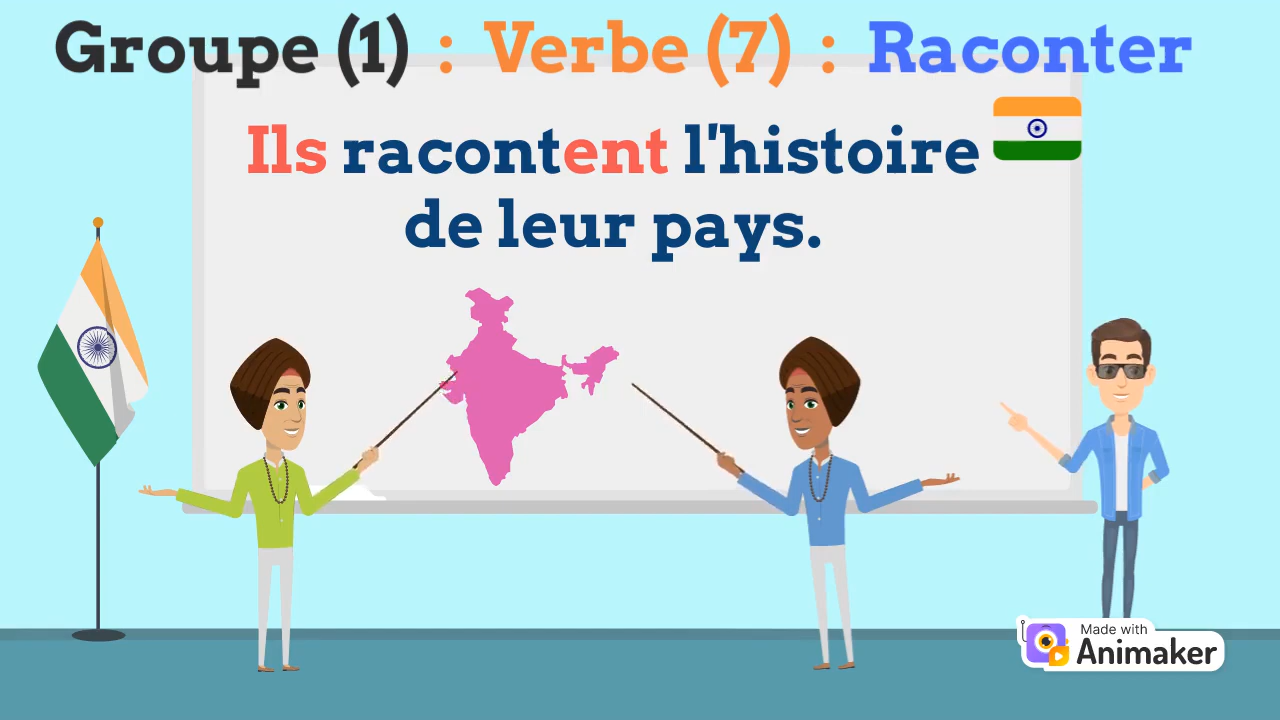 Groupe (1) : Verbe (7) : Raconter
Ils racontent l'histoire
de leur pays.
Made with
Animaker